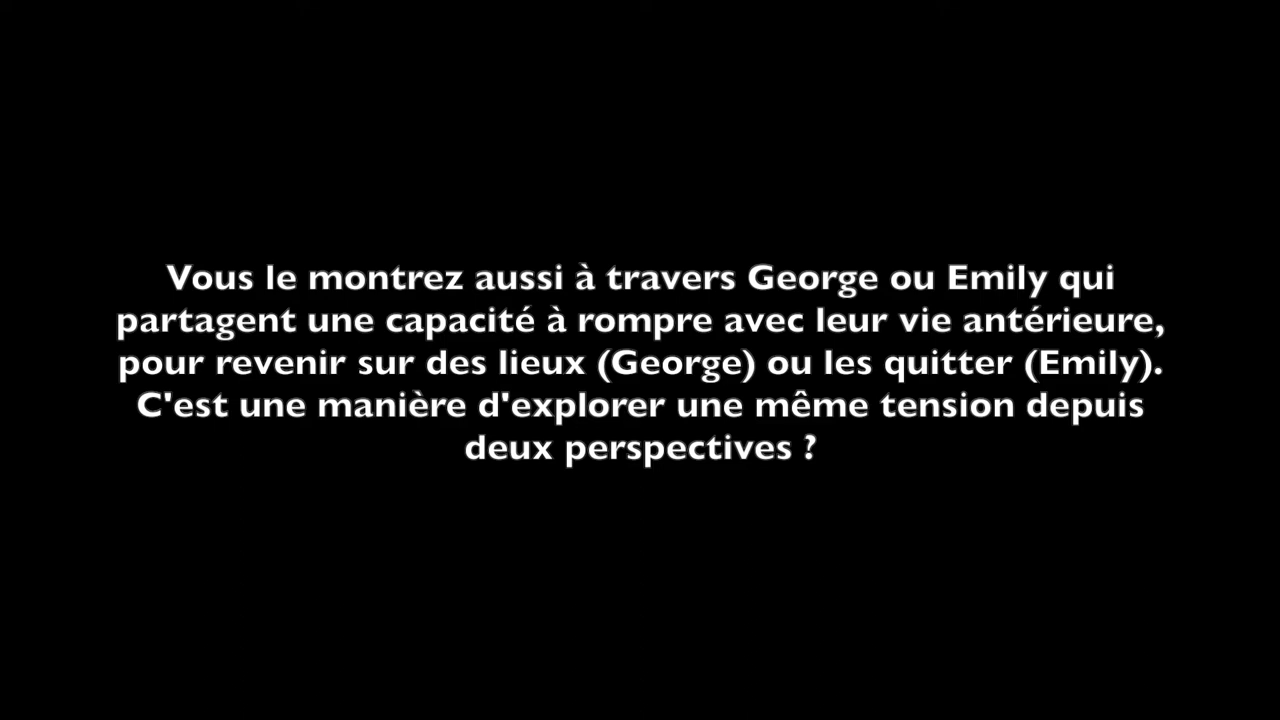 Vous le montrez aussi à travers George ou Emily qui
partagent une capacité à rompre avec leur vie antérieure,
pour revenir sur des lieux (George) ou les quitter (Emily).
C'est une manière d'explorer une même tension depuis
deux perspectives ?